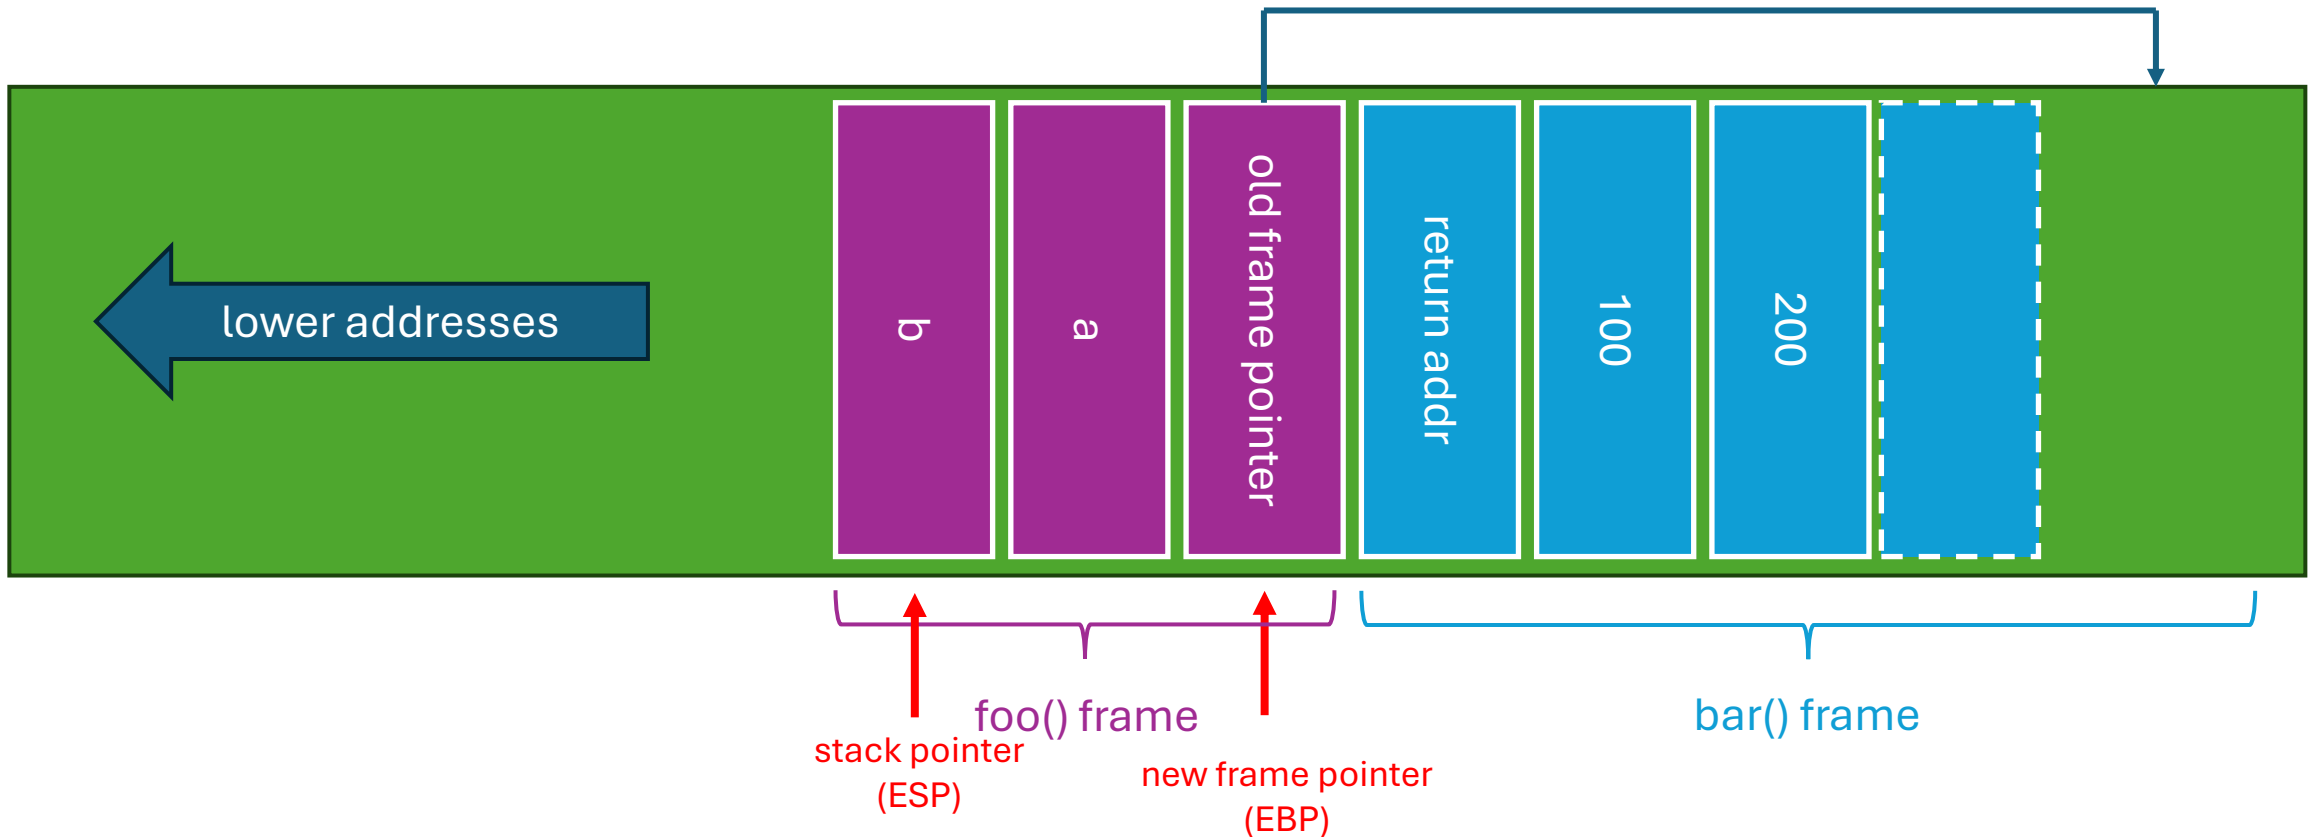 lower addresses
b
a
old frame pointer
return addr
100
200
foo() frame
bar() frame
stack pointer
(ESP)
new frame pointer
(EBP)